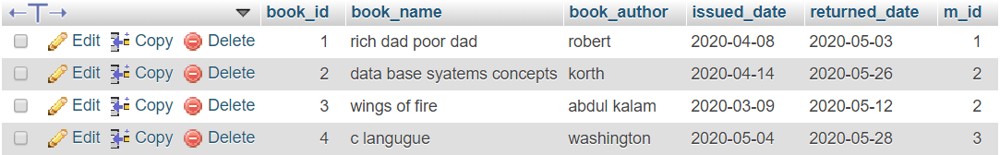 book_id book_name book_author issued_date returned_date m_id
Edit Copy Delete 1 rich dad poor dad robert 2020-04-08 2020-05-03 1
Edit Copy Delete 2 data base syatems concepts korth 2020-04-14 2020-05-26 2
Edit Copy Delete 3 wings of fire abdul kalam 2020-03-09 2020-05-12 2
Edit Copy Delete 4 c langugue washington 2020-05-04 2020-05-28 3